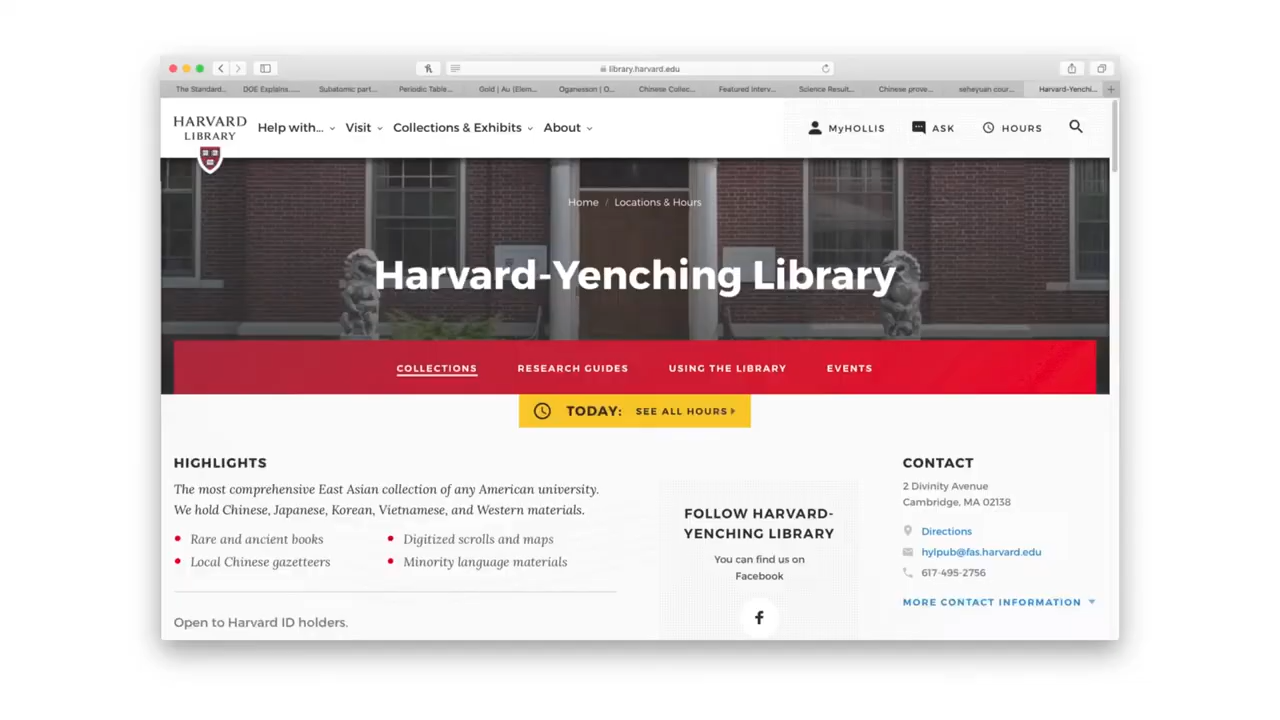 library.harvard.edu
The Standard...
DOE Explains......
Subatomic part...
Periodic Table...
Gold | Au (Elem...
Oganesson | O...
Chinese Collec...
Featured Interv...
Science Result...
Chinese prove...
seheyuan cour...
Harvard-Yenchi...
HARVARD
LIBRARY
Help with...
Visit
Collections & Exhibits
About
MyHOLLIS
ASK
HOURS
Home / Locations & Hours
Harvard-Yenching Library
COLLECTIONS
RESEARCH GUIDES
USING THE LIBRARY
EVENTS
TODAY: SEE ALL HOURS
HIGHLIGHTS
The most comprehensive East Asian collection of any American university.
We hold Chinese, Japanese, Korean, Vietnamese, and Western materials.
• Rare and ancient books
• Local Chinese gazetteers
• Digitized scrolls and maps
• Minority language materials
Open to Harvard ID holders.
FOLLOW HARVARD-
YENCHING LIBRARY
You can find us on
Facebook
CONTACT
2 Divinity Avenue
Cambridge, MA 02138
Directions
hylpub@fas.harvard.edu
617-495-2756
MORE CONTACT INFORMATION